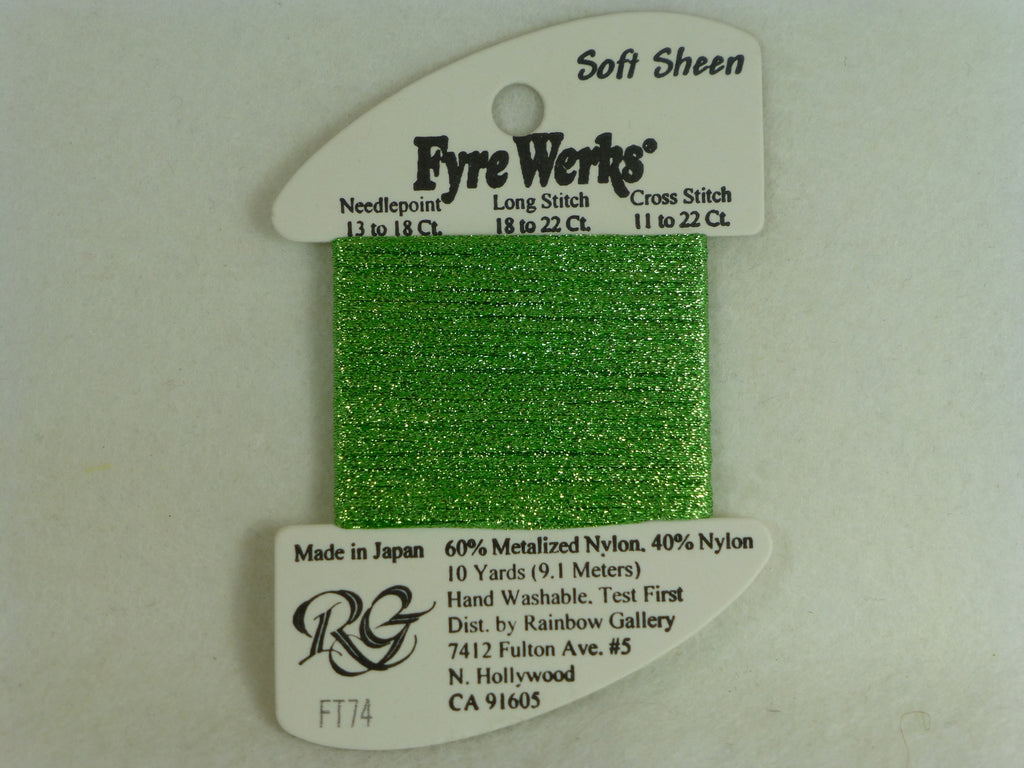 Soft Sheen
Fyre Werks®
Needlepoint Long Stitch Cross Stitch
13 to 18 Ct. 18 to 22 Ct. 11 to 22 Ct.
Made in Japan
60% Metalized Nylon, 40% Nylon
10 Yards (9.1 Meters)
Hand Washable. Test First
Dist. by Rainbow Gallery
7412 Fulton Ave. #5
N. Hollywood
CA 91605
RG
FT74